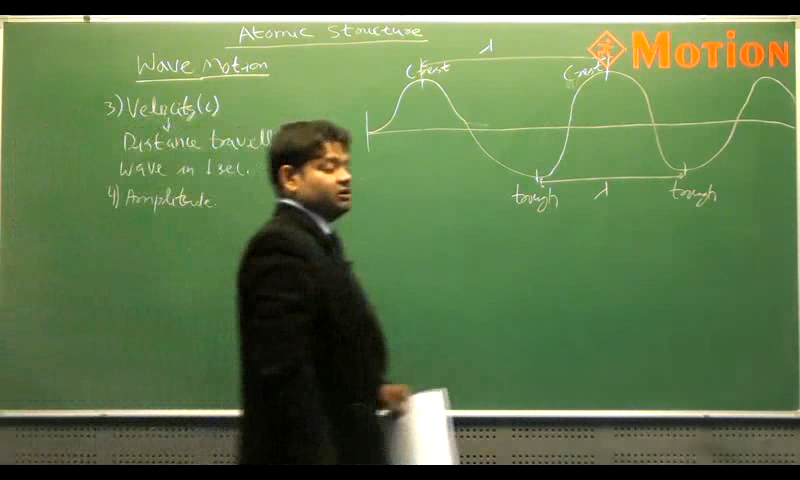 Atomic Structure
MOTION
Wave Motion
λ
Crest
Crest
3) Velocity (c)
Distance travell
wave in 1 sec.
4) Amplitude.
trough
λ
trough